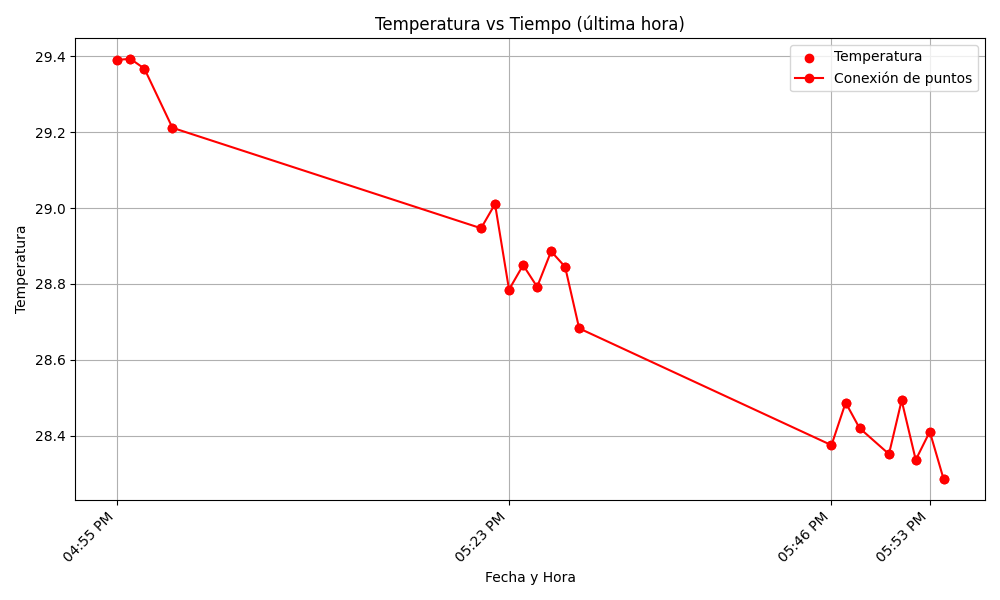 Temperatura vs Tiempo (última hora)
Temperatura
Conexión de puntos
Temperatura
29.4
29.2
29.0
28.8
28.6
28.4
04:55 PM
05:23 PM
05:46 PM
05:53 PM
Fecha y Hora